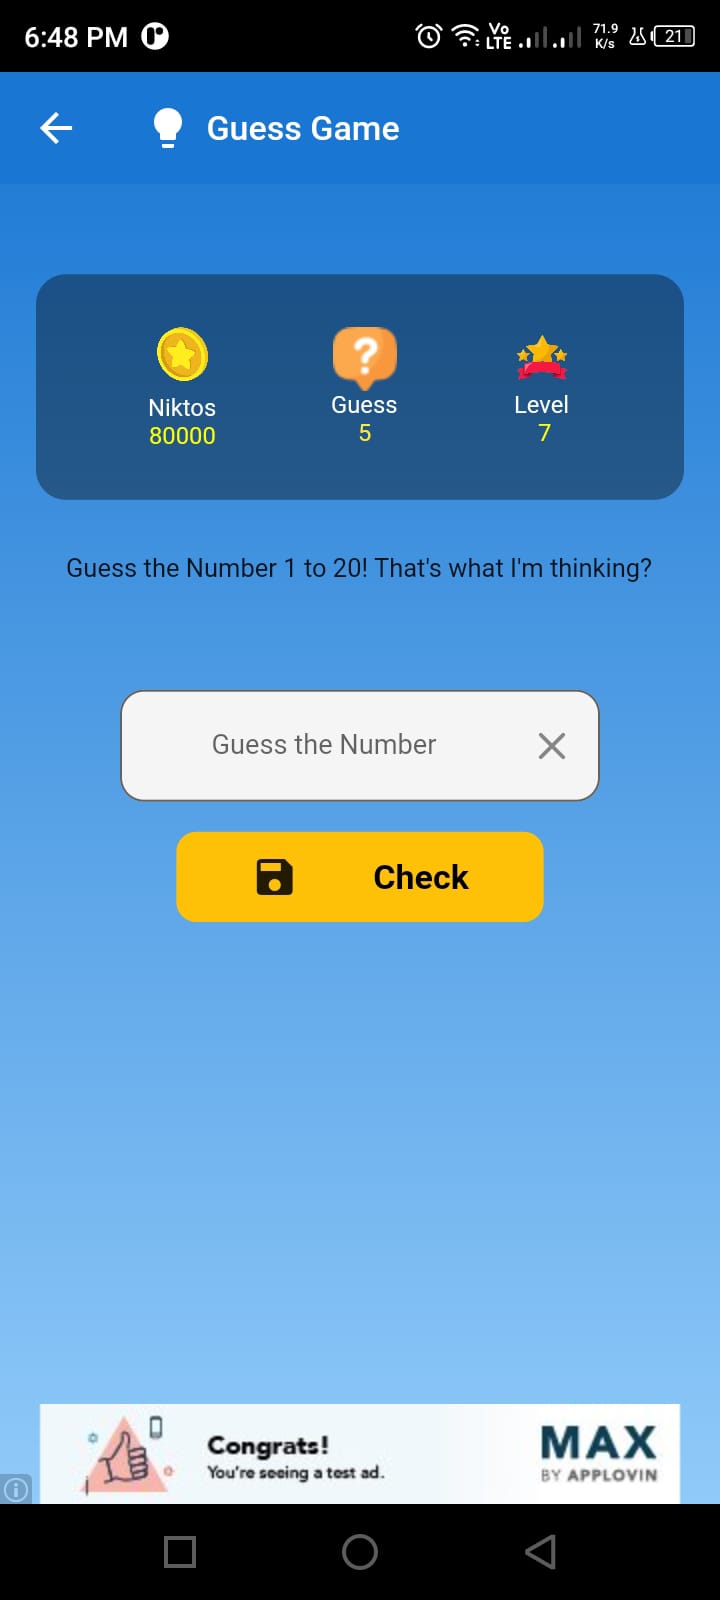 6:48 PM
Vo
LTE
71.9
K/s
21
Guess Game
?
Niktos
80000
Guess
5
Level
7
Guess the Number 1 to 20! That's what I'm thinking?
Guess the Number
Check
Congrats!
You're seeing a test ad.
MAX
BY APPLOVIN